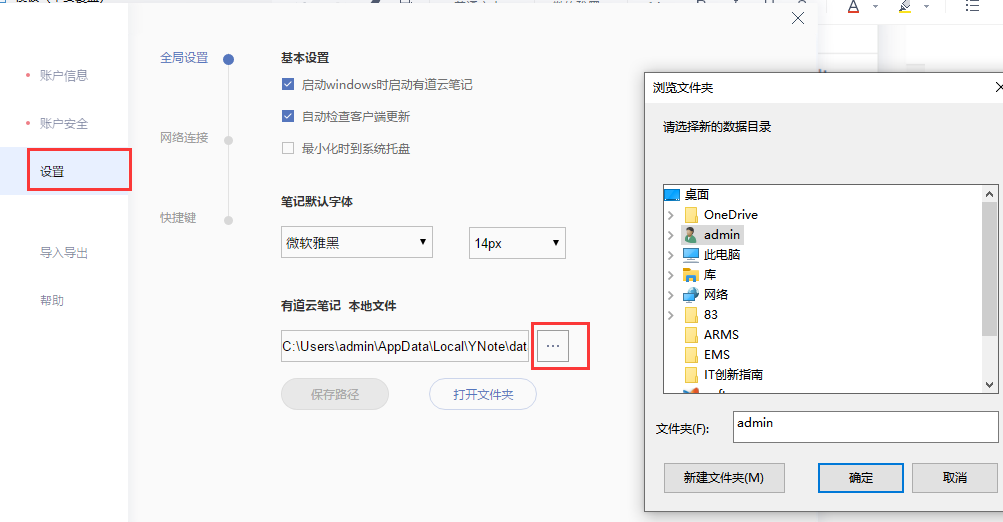 账户信息
账户安全
设置
导入导出
帮助
全局设置
网络连接
快捷键
基本设置
启动windows时启动有道云笔记
自动检查客户端更新
最小化时到系统托盘
笔记默认字体
微软雅黑
14px
有道云笔记 本地文件
C:\Users\admin\AppData\Local\YNote\dat
...
保存路径
打开文件夹
浏览文件夹
请选择新的数据目录
桌面
OneDrive
admin
此电脑
库
网络
83
ARMS
EMS
IT创新指南
文件夹(F):
admin
新建文件夹(M)
确定
取消